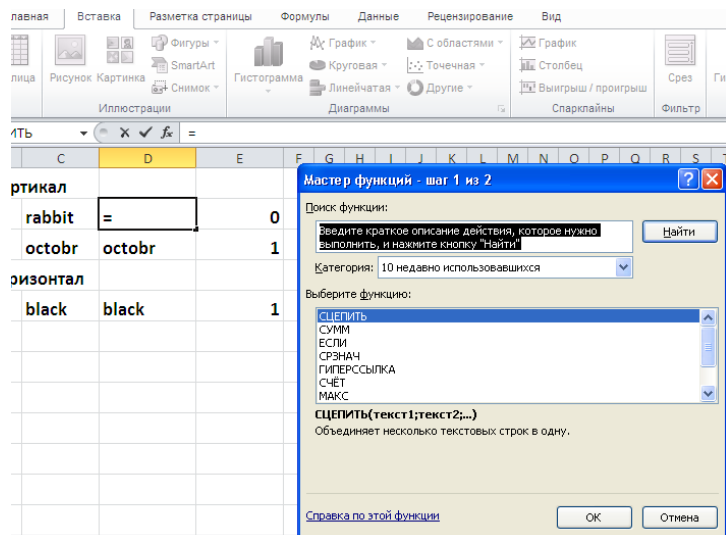 лавная Вставка Разметка страницы Формулы Данные Рецензирование Вид
Фигуры График С областями График
SmartArt Круговая Точечная Столбец
лица Рисунок Картинка Снимок Гистограмма Линейчатая Другие Выигрыш / проигрыш Срез Ги
Иллюстрации Диаграммы Спарклайны Фильтр
ИТЬ fx =
C D E F G H I J K L M N O P Q R S T
ртикал
rabbit = 0
octobr octobr 1
ризонтал
black black 1
Мастер функций - шаг 1 из 2
Поиск функции:
Введите краткое описание действия, которое нужно
выполнить, и нажмите кнопку "Найти"
Найти
Категория: 10 недавно использовавшихся
Выберите функцию:
СЦЕПИТЬ
СУММ
ЕСЛИ
СРЗНАЧ
ГИПЕРССЫЛКА
СЧЁТ
МАКС
СЦЕПИТЬ(текст1;текст2;...)
Объединяет несколько текстовых строк в одну.
Справка по этой функции OK Отмена